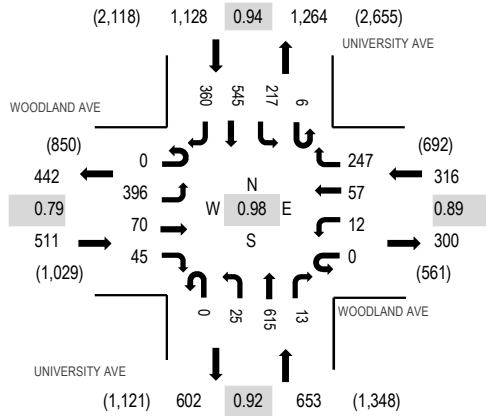 (2,118) 1,128 0.94 1,264 (2,655)
UNIVERSITY AVE
360 545 217 6
WOODLAND AVE
(850) (692)
442 0 247 316
396 N 57
0.79 W 0.98 E 0.89
70 S 12
511 45 0 300
(1,029) (561)
0 25 615 13
WOODLAND AVE
UNIVERSITY AVE
(1,121) 602 0.92 653 (1,348)